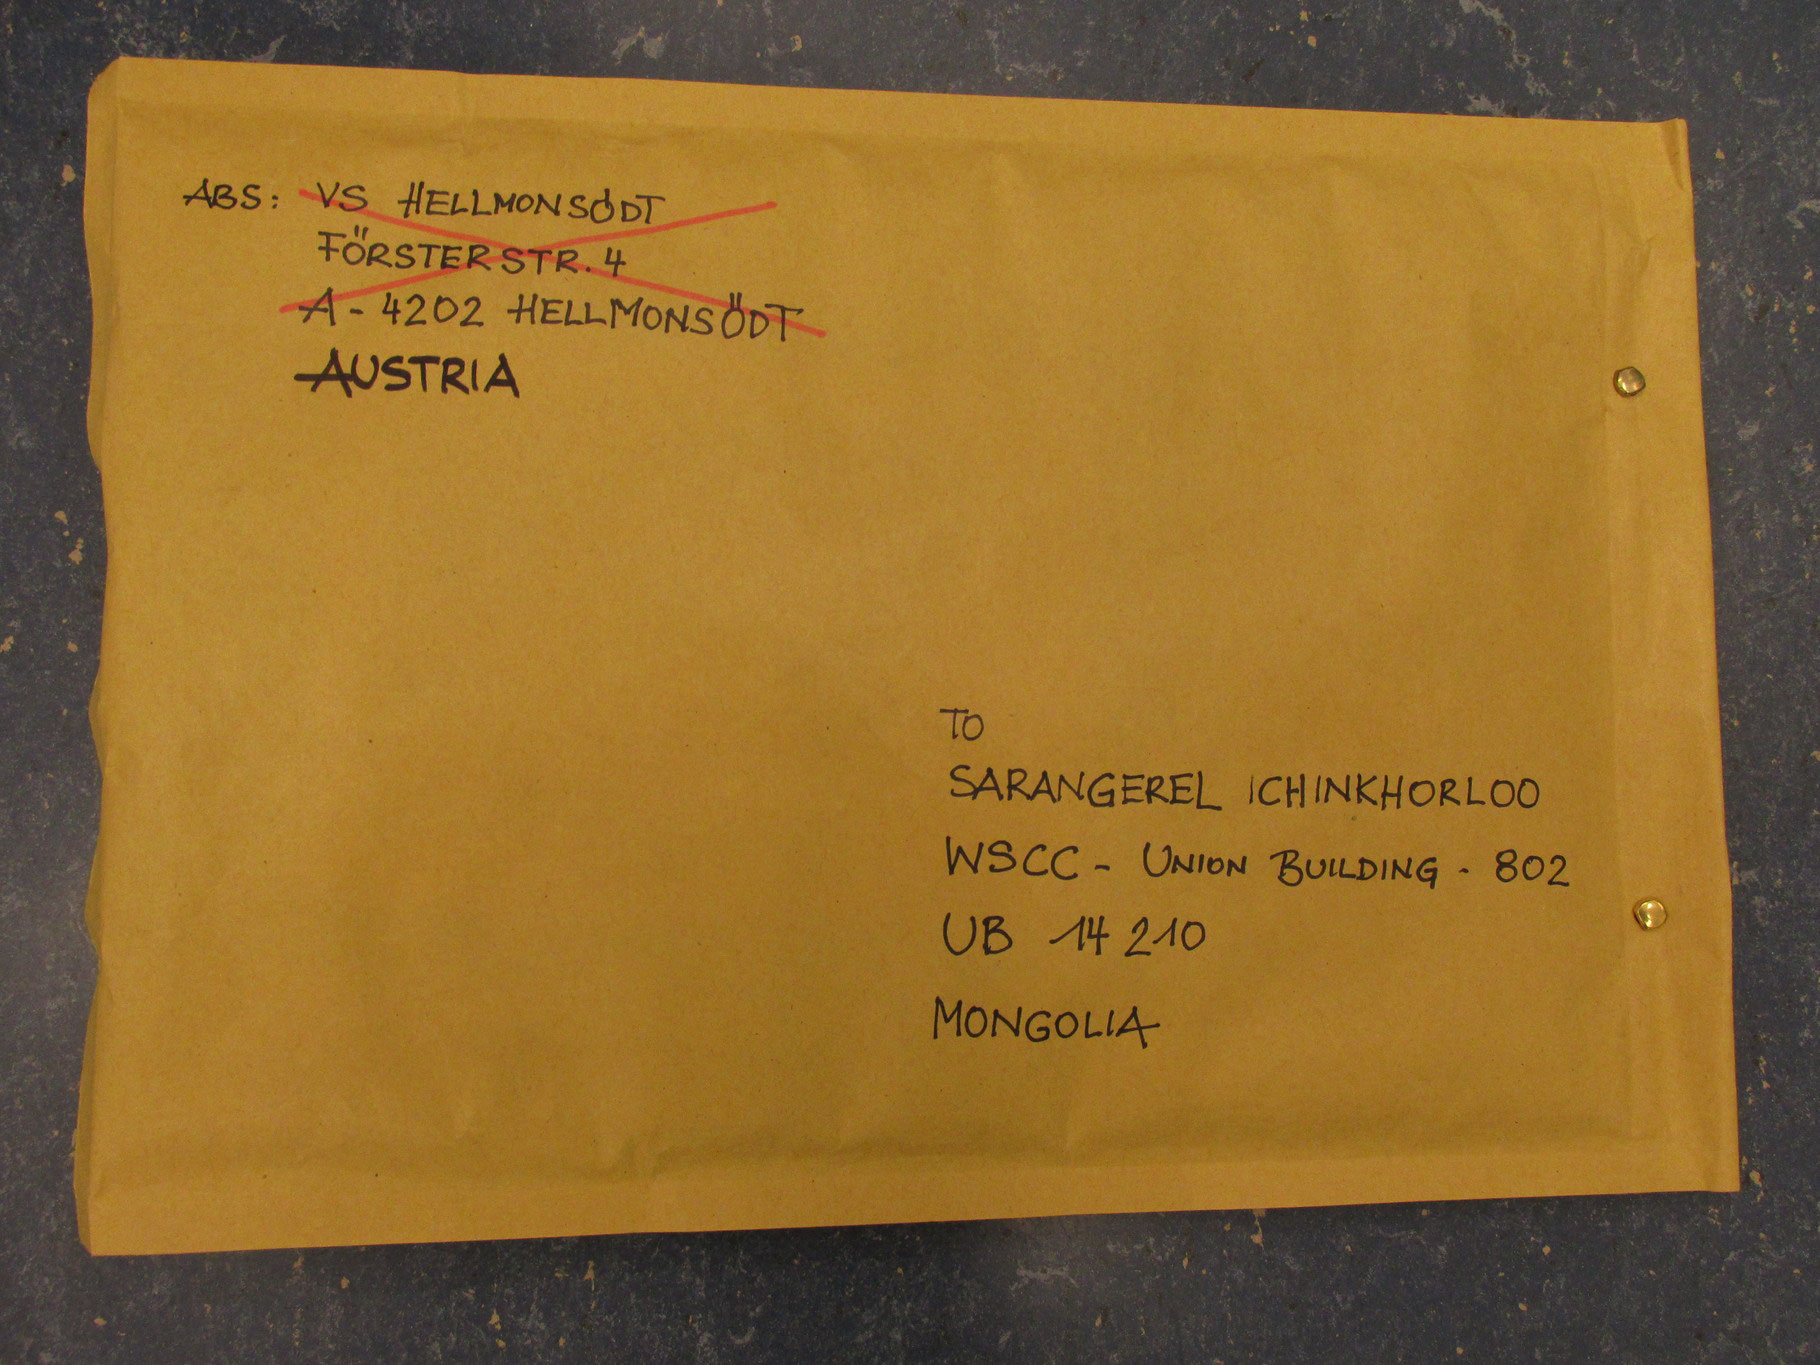 ABS: VS HELLMONSÖDT
FÖRSTERSTR. 4
A - 4202 HELLMONSÖDT
AUSTRIA
TO
SARANGEREL ICHINKHORLOO
WSCC - UNION BUILDING - 802
UB 14 210
MONGOLIA